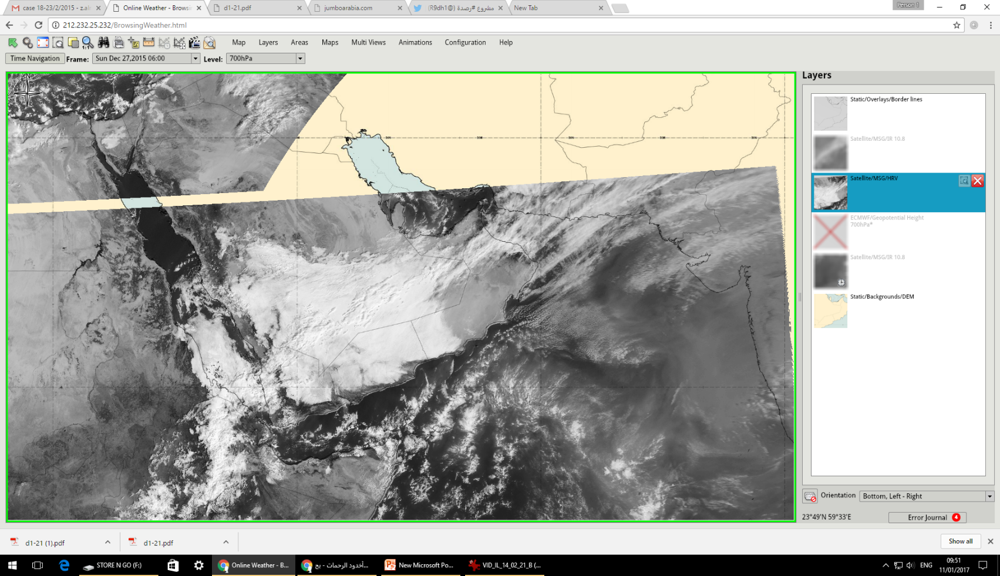 case 18-23/2/2015 - z.al
Online Weather - Browsin
d1-21.pdf
jumboarabia.com
مشروع #رصدة (@R9dh1)
New Tab
Person 1
212.232.25.232/BrowsingWeather.html
Map Layers Areas Maps Multi Views Animations Configuration Help
Time Navigation Frame: Sun Dec 27,2015 06:00 Level: 700hPa
Layers
Static/Overlays/Border lines
Satellite/MSG/IR 10.8
Satellite/MSG/HRV
ECMWF/Geopotential Height
700hPa*
Satellite/MSG/IR 10.8
Static/Backgrounds/DEM
Orientation Bottom, Left - Right
23°49'N 59°33'E Error Journal 4
d1-21 (1).pdf d1-21.pdf Show all
STORE N GO (F:)
Online Weather - B...
أخدود الرحمات - بح...
New Microsoft Po...
VID_IL_14_02_21_B (...
ENG
09:51
11/01/2017